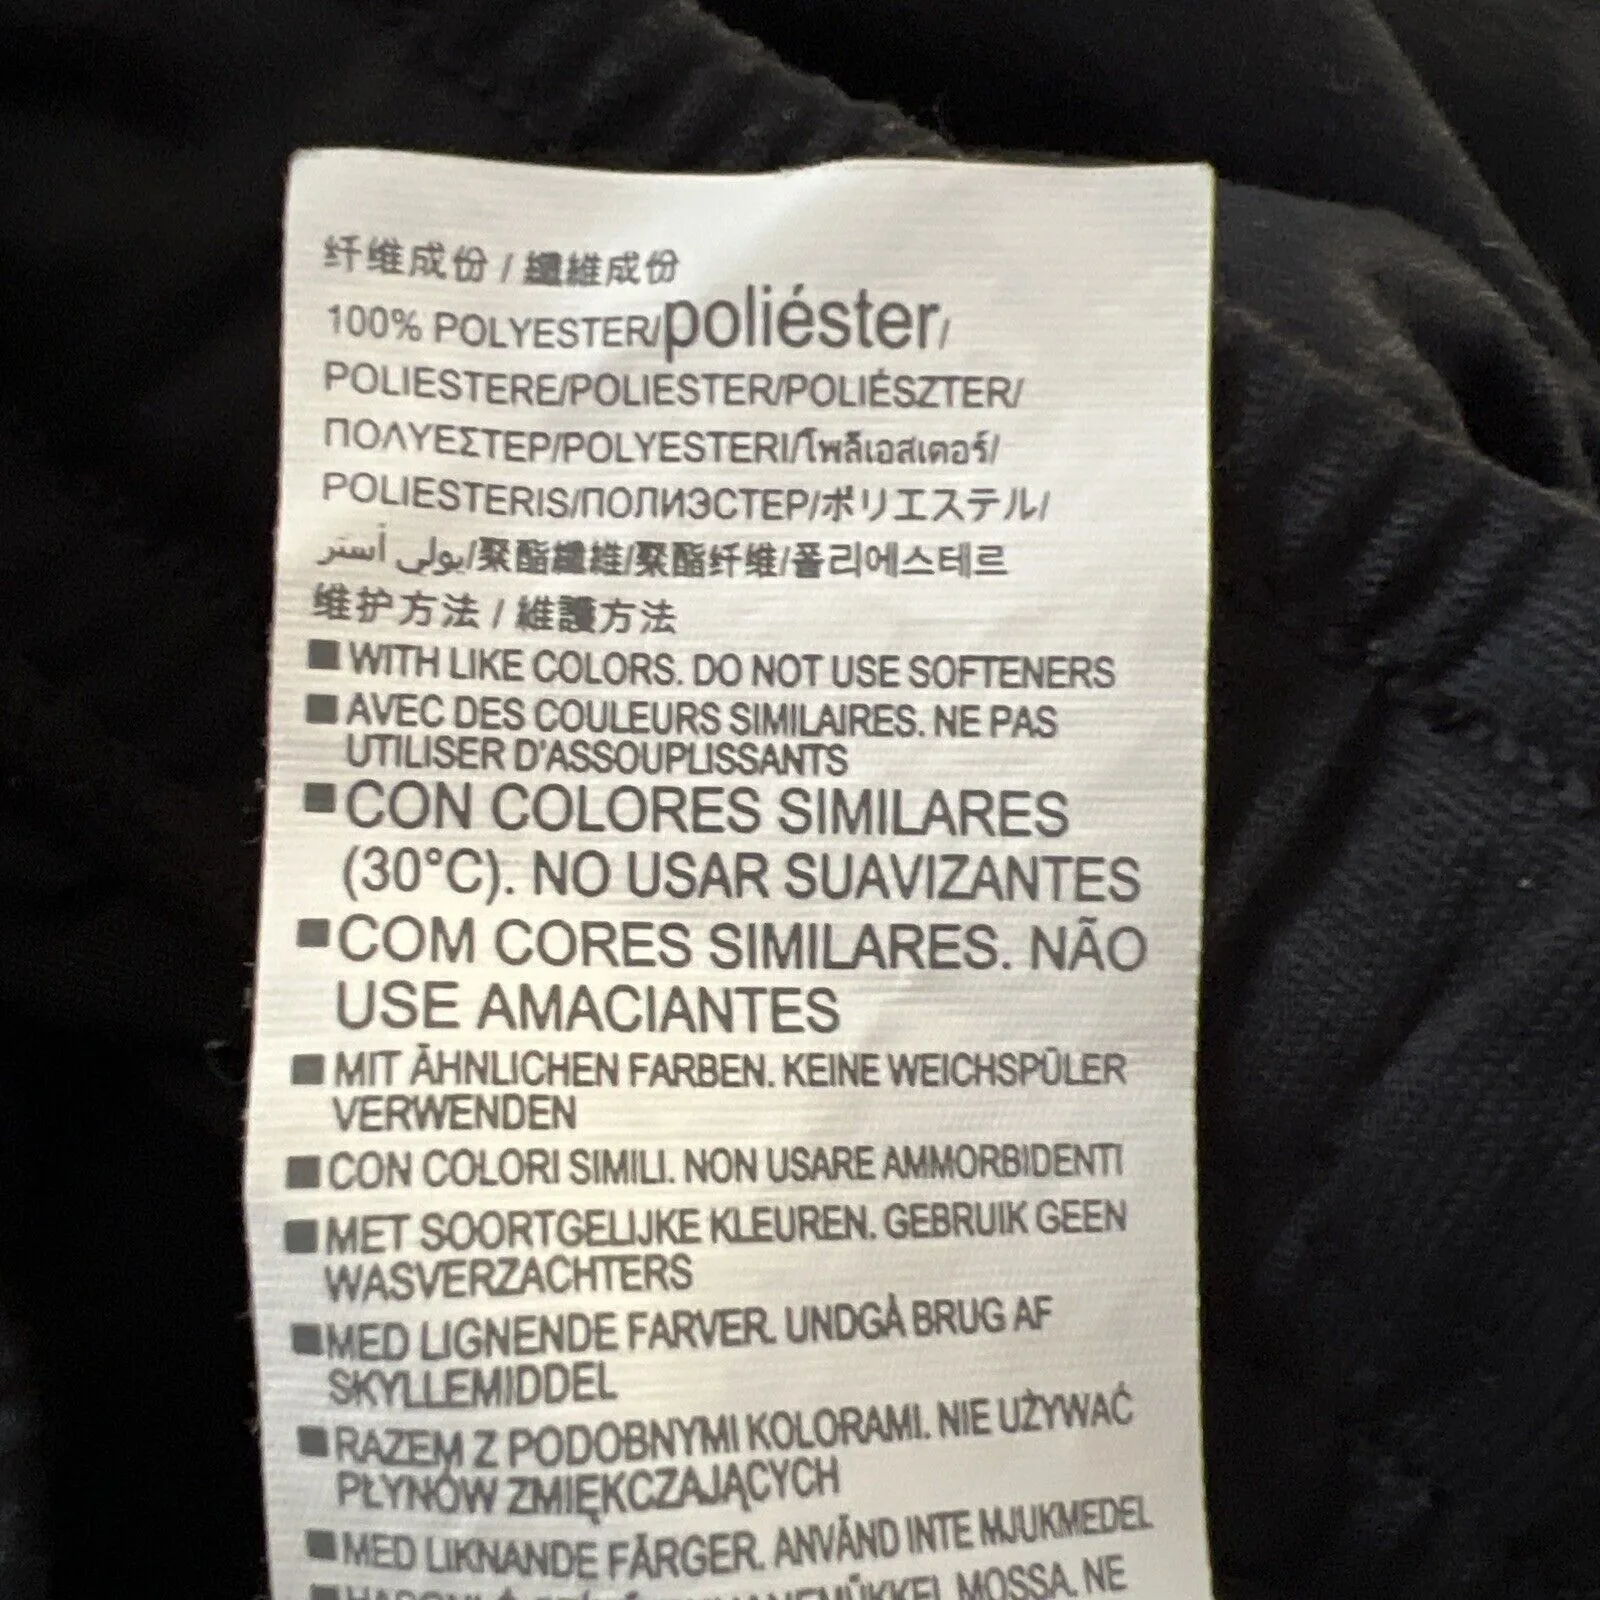 纤维成份 / 纖維成份
100% POLYESTER/poliéster/
POLIESTERE/POLIESTER/POLIÉSZTER/
ΠΟΛΥΕΣΤΕΡ/POLYESTERI/โพลีเอสเตอร์/
POLIESTERIS/ПОЛИЭСТЕР/ポリエステル/
بولي أستر/聚酯纖維/聚酯纤维/폴리에스테르
维护方法 / 維護方法
■ WITH LIKE COLORS. DO NOT USE SOFTENERS
■ AVEC DES COULEURS SIMILAIRES. NE PAS
UTILISER D'ASSOUPLISSANTS
■ CON COLORES SIMILARES
(30°C). NO USAR SUAVIZANTES
■ COM CORES SIMILARES. NÃO
USE AMACIANTES
■ MIT ÄHNLICHEN FARBEN. KEINE WEICHSPÜLER
VERWENDEN
■ CON COLORI SIMILI. NON USARE AMMORBIDENTI
■ MET SOORTGELIJKE KLEUREN. GEBRUIK GEEN
WASVERZACHTERS
■ MED LIGNENDE FARVER. UNDGÅ BRUG AF
SKYLLEMIDDEL
■ RAZEM Z PODOBNYMI KOLORAMI. NIE UŻYWAĆ
PŁYNÓW ZMIĘKCZAJĄCYCH
■ MED LIKNANDE FÄRGER. ANVÄND INTE MJUKMEDEL
MOSSA. NE